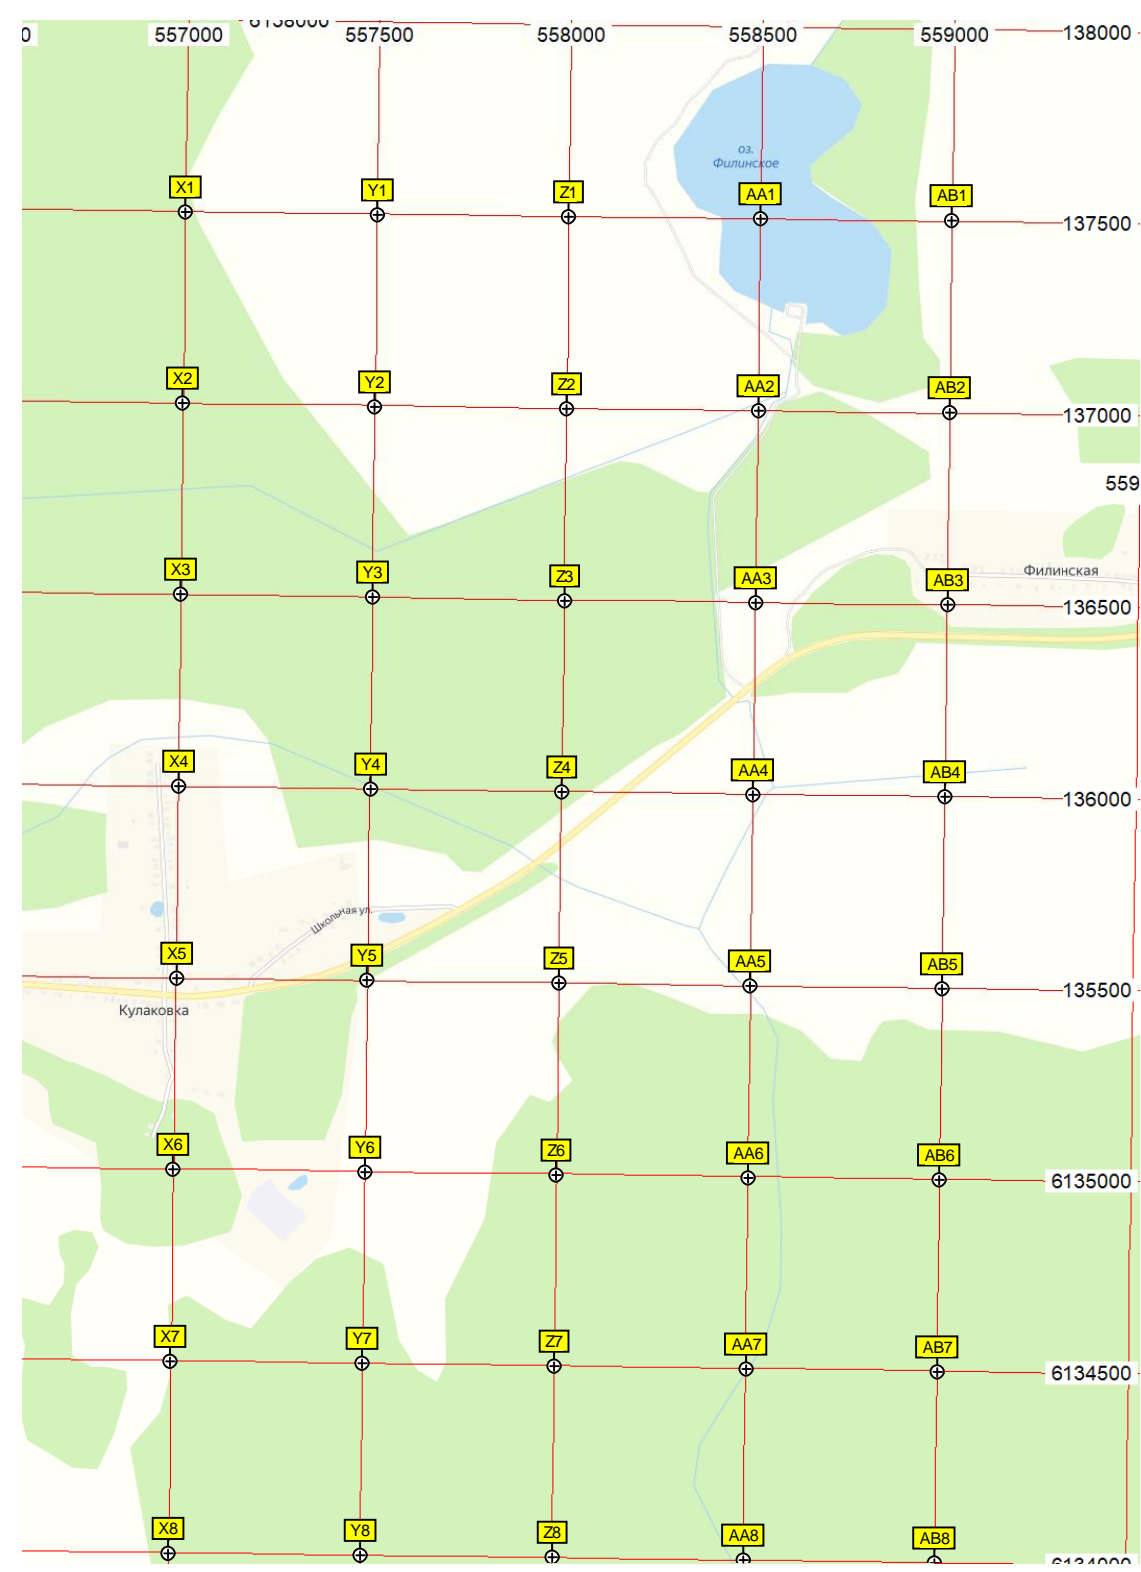 0 557000 557500 6138000 558000 558500 559000 138000
оз.
Филинское
X1 Y1 Z1 AA1 AB1
137500
X2 Y2 Z2 AA2 AB2
137000
559
X3 Y3 Z3 AA3 AB3
Филинская
136500
X4 Y4 Z4 AA4 AB4
136000
Школьная ул.
X5 Y5 Z5 AA5 AB5
135500
Кулаковка
X6 Y6 Z6 AA6 AB6
6135000
X7 Y7 Z7 AA7 AB7
6134500
X8 Y8 Z8 AA8 AB8
6134000